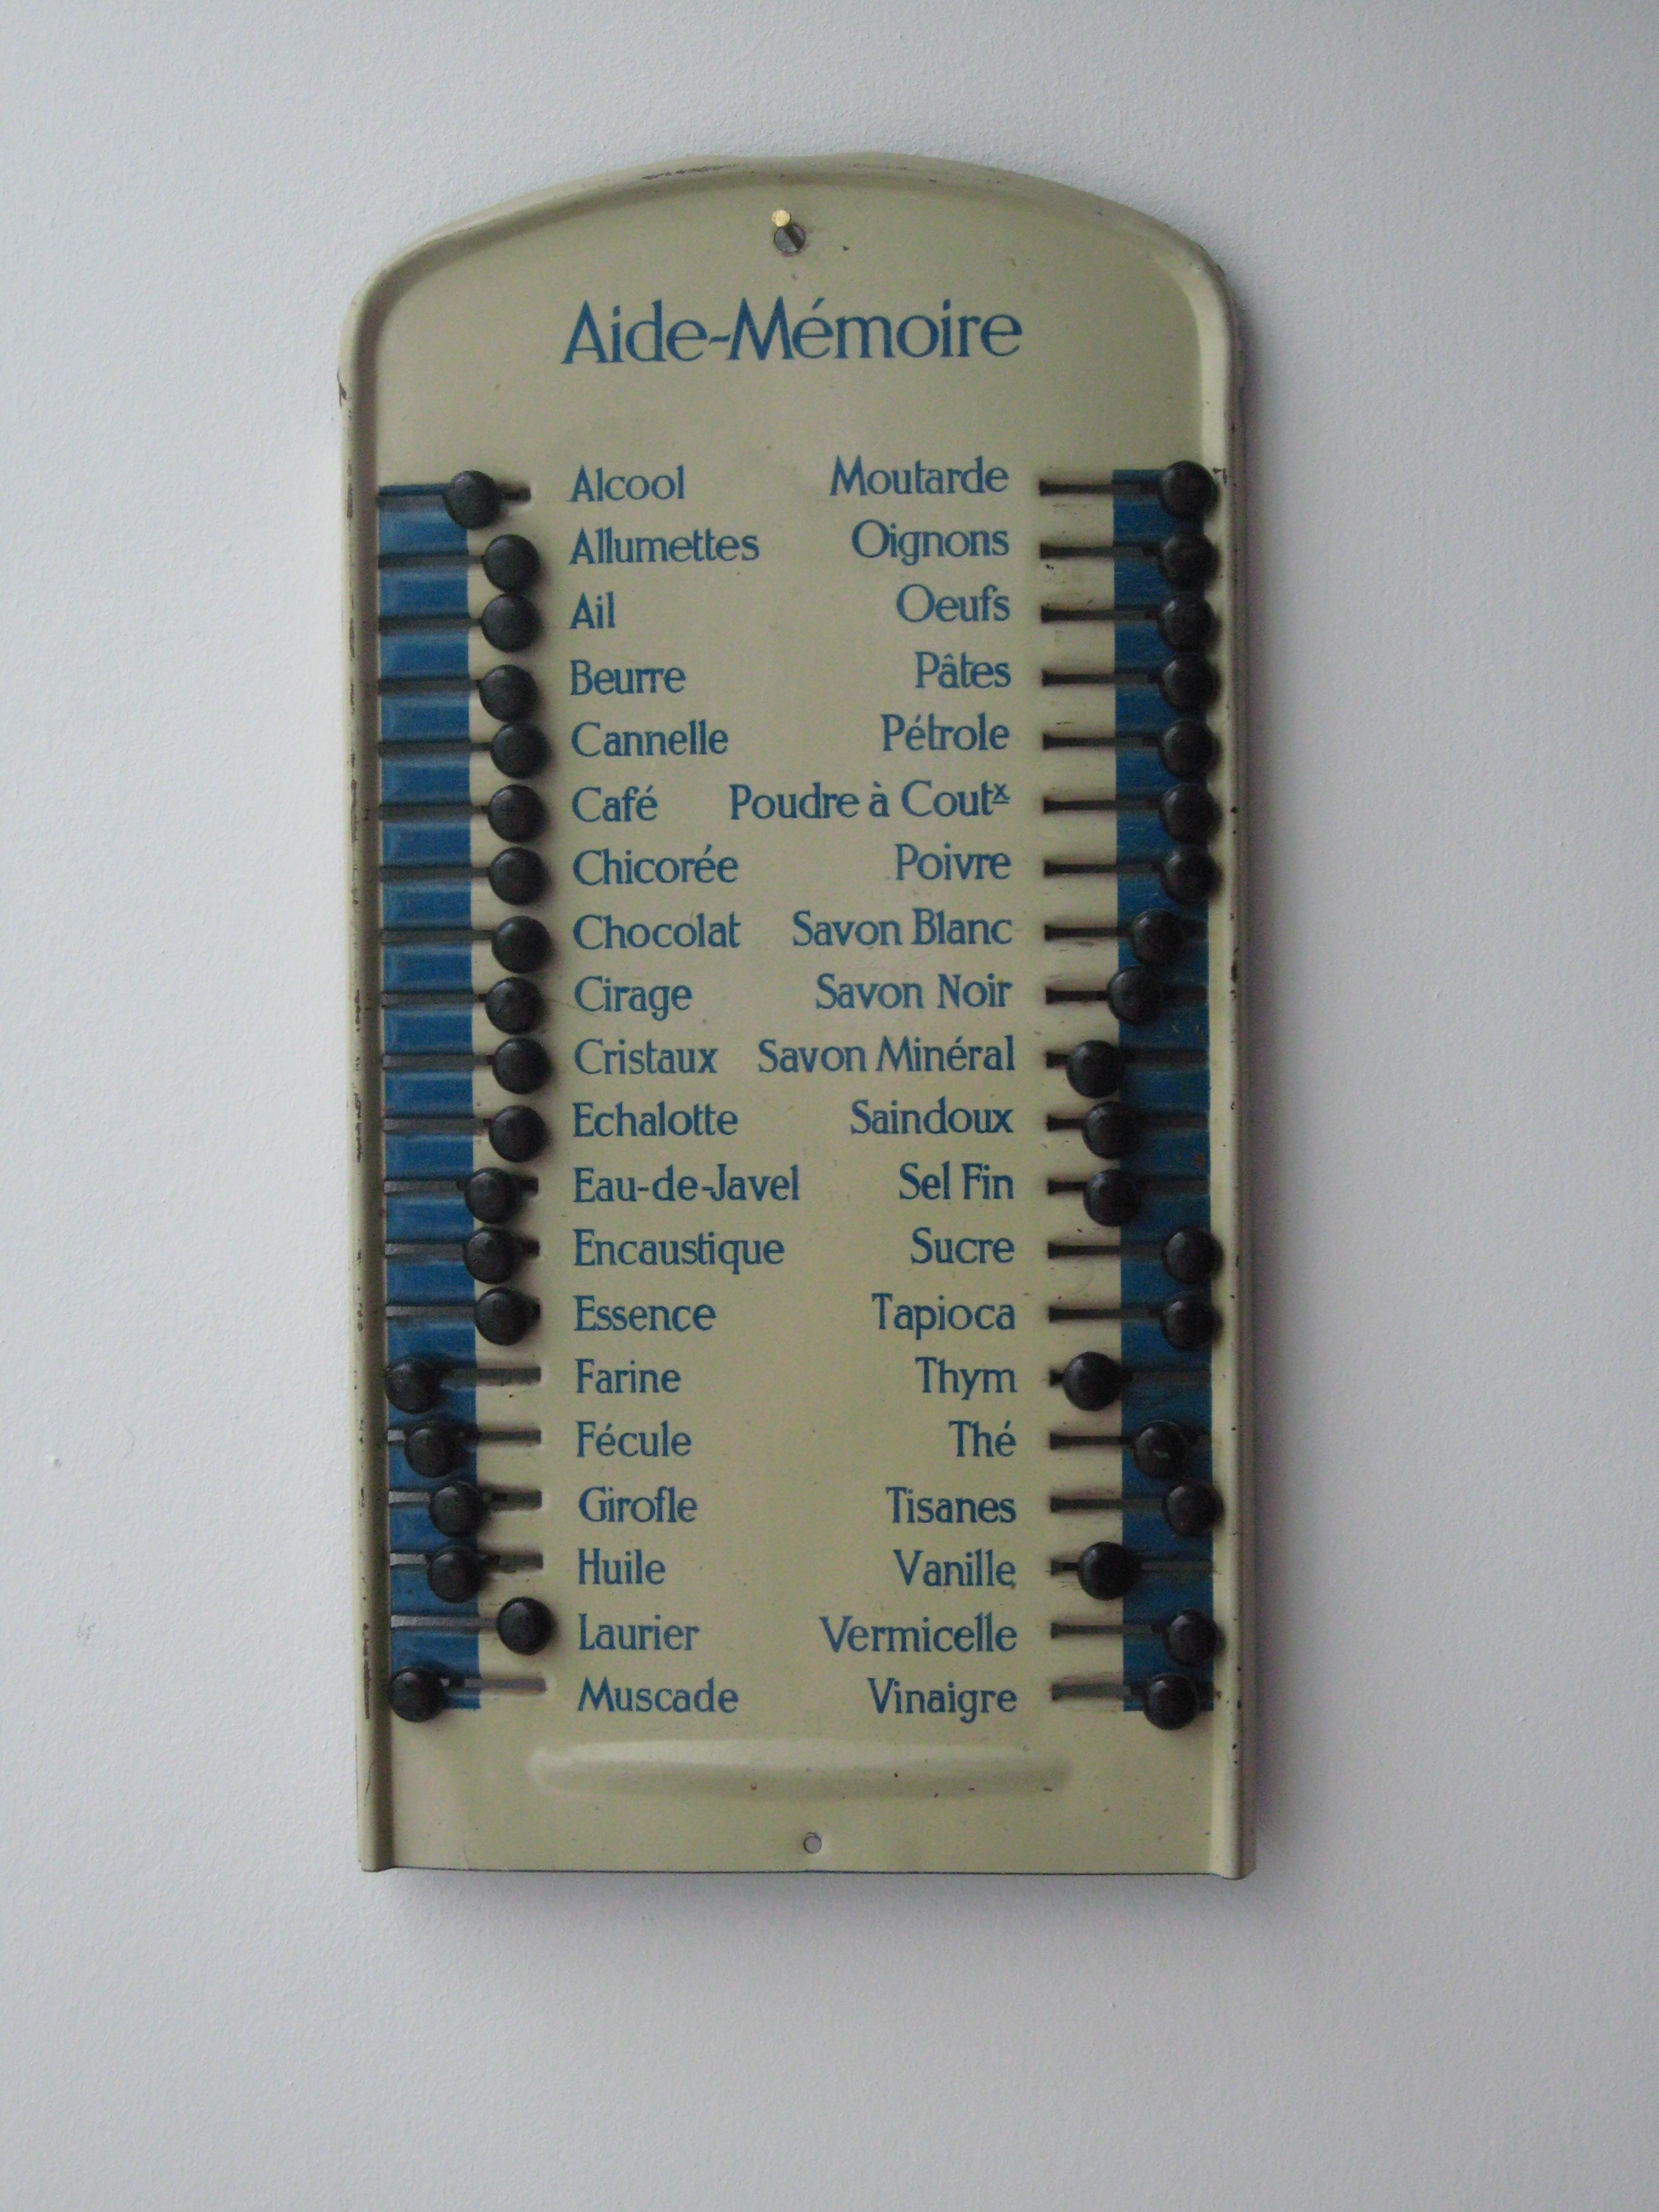 Aide-Mémoire
Alcool Moutarde
Allumettes Oignons
Ail Oeufs
Beurre Pâtes
Cannelle Pétrole
Café Poudre à Coutx
Chicorée Poivre
Chocolat Savon Blanc
Cirage Savon Noir
Cristaux Savon Minéral
Echalotte Saindoux
Eau-de-Javel Sel Fin
Encaustique Sucre
Essence Tapioca
Farine Thym
Fécule Thé
Girofle Tisanes
Huile Vanille
Laurier Vermicelle
Muscade Vinaigre